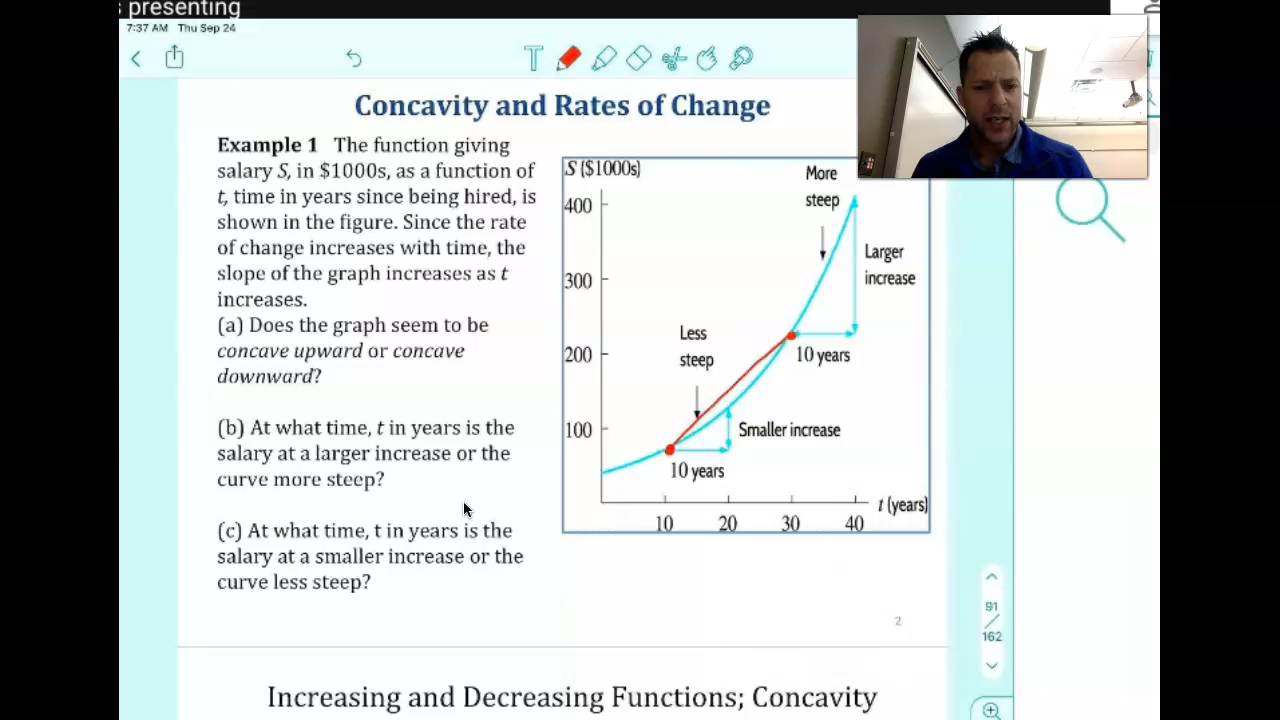 s presenting
7:37 AM Thu Sep 24
T
Concavity and Rates of Change
Example 1 The function giving
salary S, in $1000s, as a function of
t, time in years since being hired, is
shown in the figure. Since the rate
of change increases with time, the
slope of the graph increases as t
increases.
(a) Does the graph seem to be
concave upward or concave
downward?
(b) At what time, t in years is the
salary at a larger increase or the
curve more steep?
(c) At what time, t in years is the
salary at a smaller increase or the
curve less steep?
S ($1000s)
400
300
200
100
More
steep
Larger
increase
Less
steep
10 years
Smaller increase
10 years
t (years)
10 20 30 40
2
91
/
162
Increasing and Decreasing Functions; Concavity